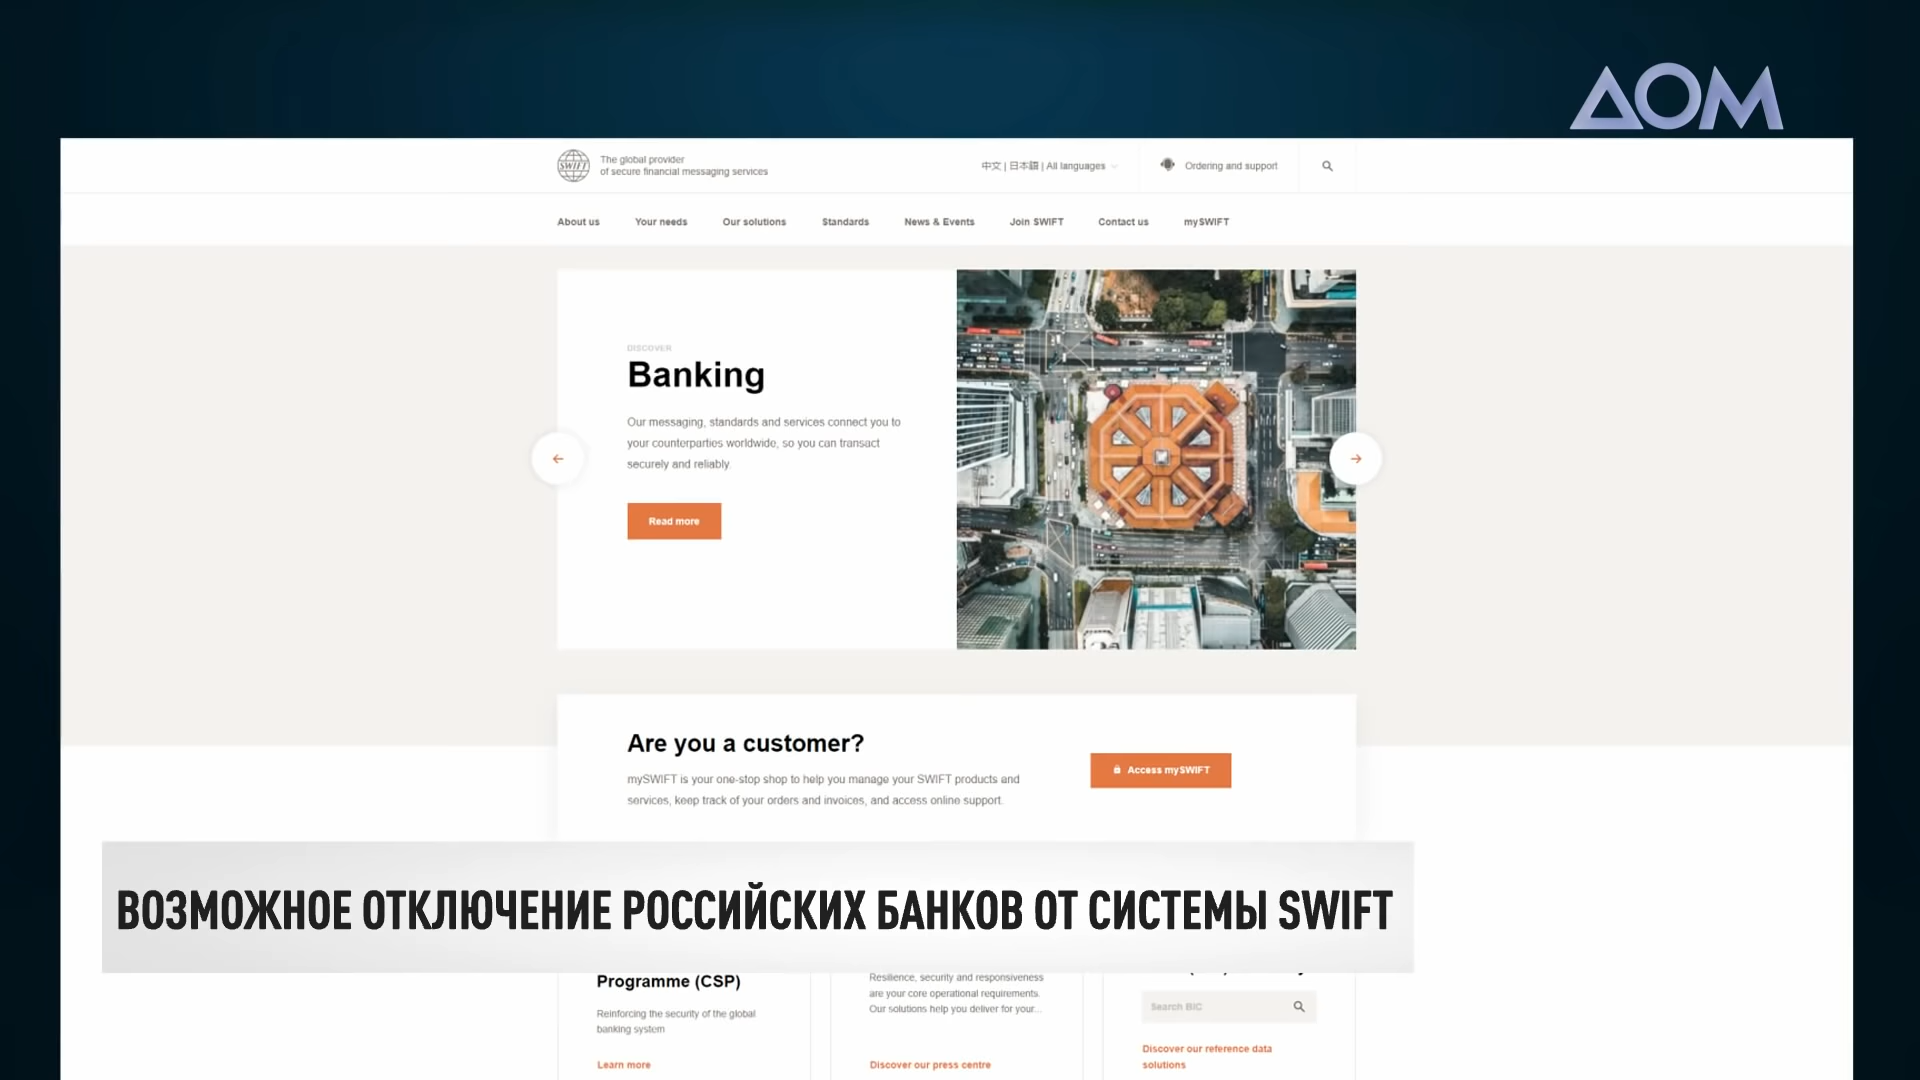 ДОМ
SWIFT
The global provider
of secure financial messaging services
中文 | 日本語 | All languages
Ordering and support
About us
Your needs
Our solutions
Standards
News & Events
Join SWIFT
Contact us
mySWIFT
DISCOVER
Banking
Our messaging, standards and services connect you to
your counterparties worldwide, so you can transact
securely and reliably.
Read more
Are you a customer?
mySWIFT is your one-stop shop to help you manage your SWIFT products and
services, keep track of your orders and invoices, and access online support.
Access mySWIFT
ВОЗМОЖНОЕ ОТКЛЮЧЕНИЕ РОССИЙСКИХ БАНКОВ ОТ СИСТЕМЫ SWIFT
Programme (CSP)
Reinforcing the security of the global
banking system
Learn more
Resilience, security and responsiveness
are your core operational requirements.
Our solutions help you deliver for your...
Discover our press centre
Search BIC
Discover our reference data
solutions